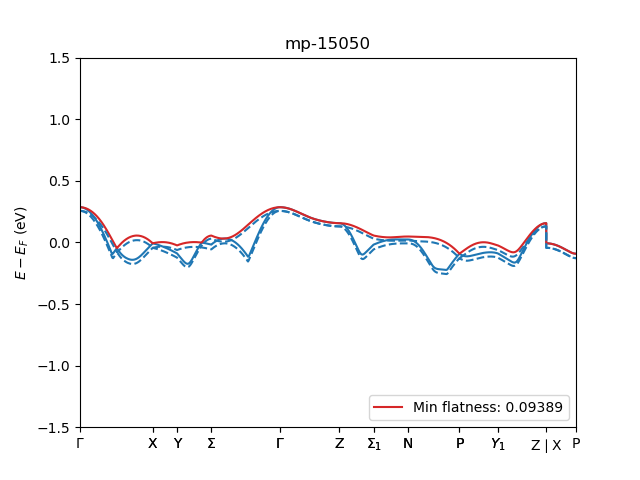 mp-15050
E − E_F (eV)
1.5
1.0
0.5
0.0
−0.5
−1.0
−1.5
Min flatness: 0.09389
Γ X Y Σ Γ Z Σ₁ N P Y₁ Z | X P